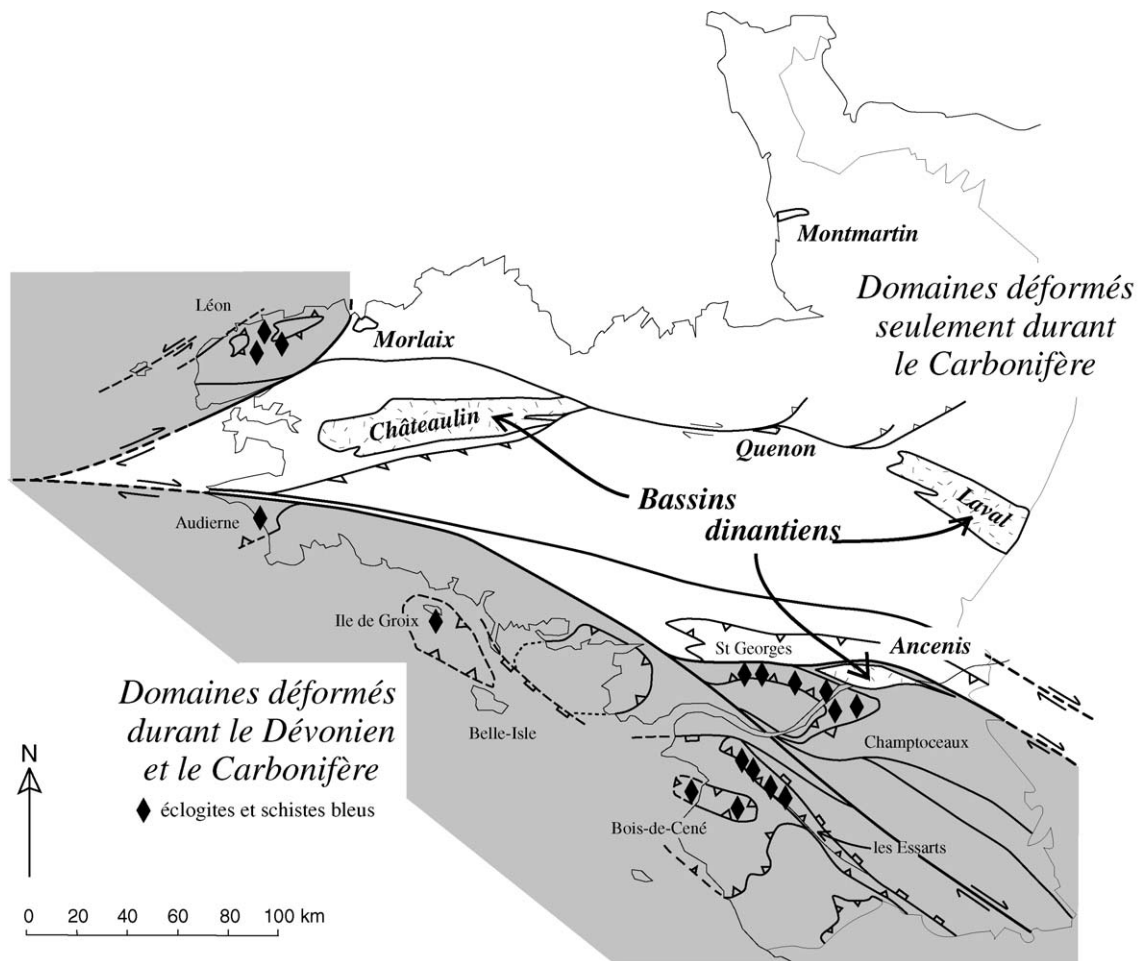 Montmartin
Domaines déformés
seulement durant
le Carbonifère
Léon
Morlaix
Châteaulin
Quenon
Laval
Bassins
dinantiens
Audierne
Ile de Groix
St Georges
Ancenis
Belle-Isle
Champtoceaux
Domaines déformés
durant le Dévonien
et le Carbonifère
éclogites et schistes bleus
Bois-de-Cené
les Essarts
N
0 20 40 60 80 100 km